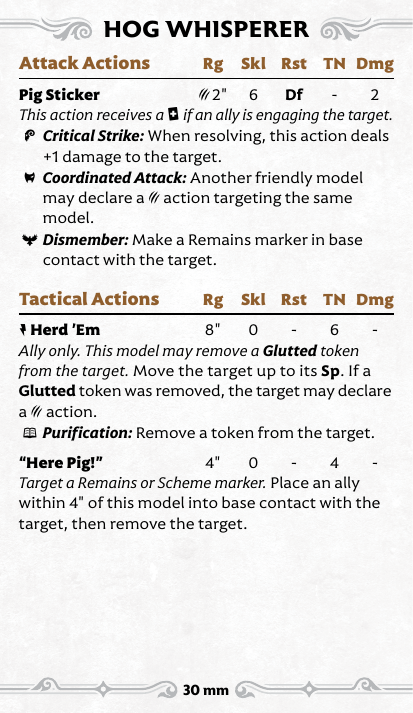 HOG WHISPERER
Attack Actions Rg Skl Rst TN Dmg
Pig Sticker 2" 6 Df - 2
This action receives a if an ally is engaging the target.
Critical Strike: When resolving, this action deals
+1 damage to the target.
Coordinated Attack: Another friendly model
may declare a action targeting the same
model.
Dismember: Make a Remains marker in base
contact with the target.
Tactical Actions Rg Skl Rst TN Dmg
Herd ’Em 8" 0 - 6 -
Ally only. This model may remove a Glutted token
from the target. Move the target up to its Sp. If a
Glutted token was removed, the target may declare
a action.
Purification: Remove a token from the target.
“Here Pig!” 4" 0 - 4 -
Target a Remains or Scheme marker. Place an ally
within 4" of this model into base contact with the
target, then remove the target.
30 mm